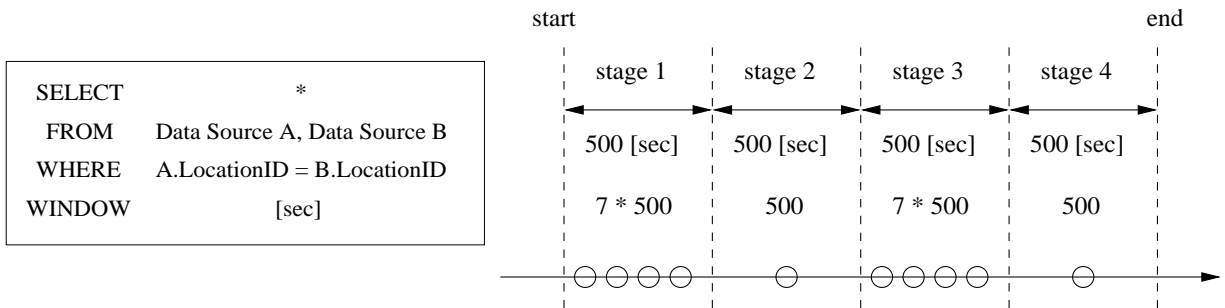 SELECT *
FROM Data Source A, Data Source B
WHERE A.LocationID = B.LocationID
WINDOW [sec]
start end
stage 1 stage 2 stage 3 stage 4
500 [sec] 500 [sec] 500 [sec] 500 [sec]
7 * 500 500 7 * 500 500